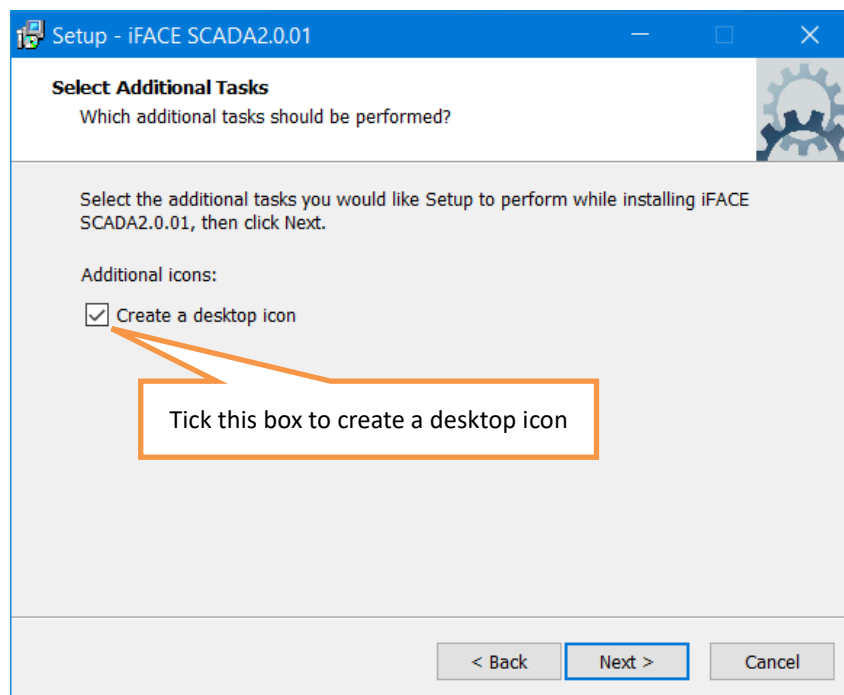 Setup - iFACE SCADA2.0.01
Select Additional Tasks
Which additional tasks should be performed?
Select the additional tasks you would like Setup to perform while installing iFACE
SCADA2.0.01, then click Next.
Additional icons:
Create a desktop icon
Tick this box to create a desktop icon
< Back
Next >
Cancel